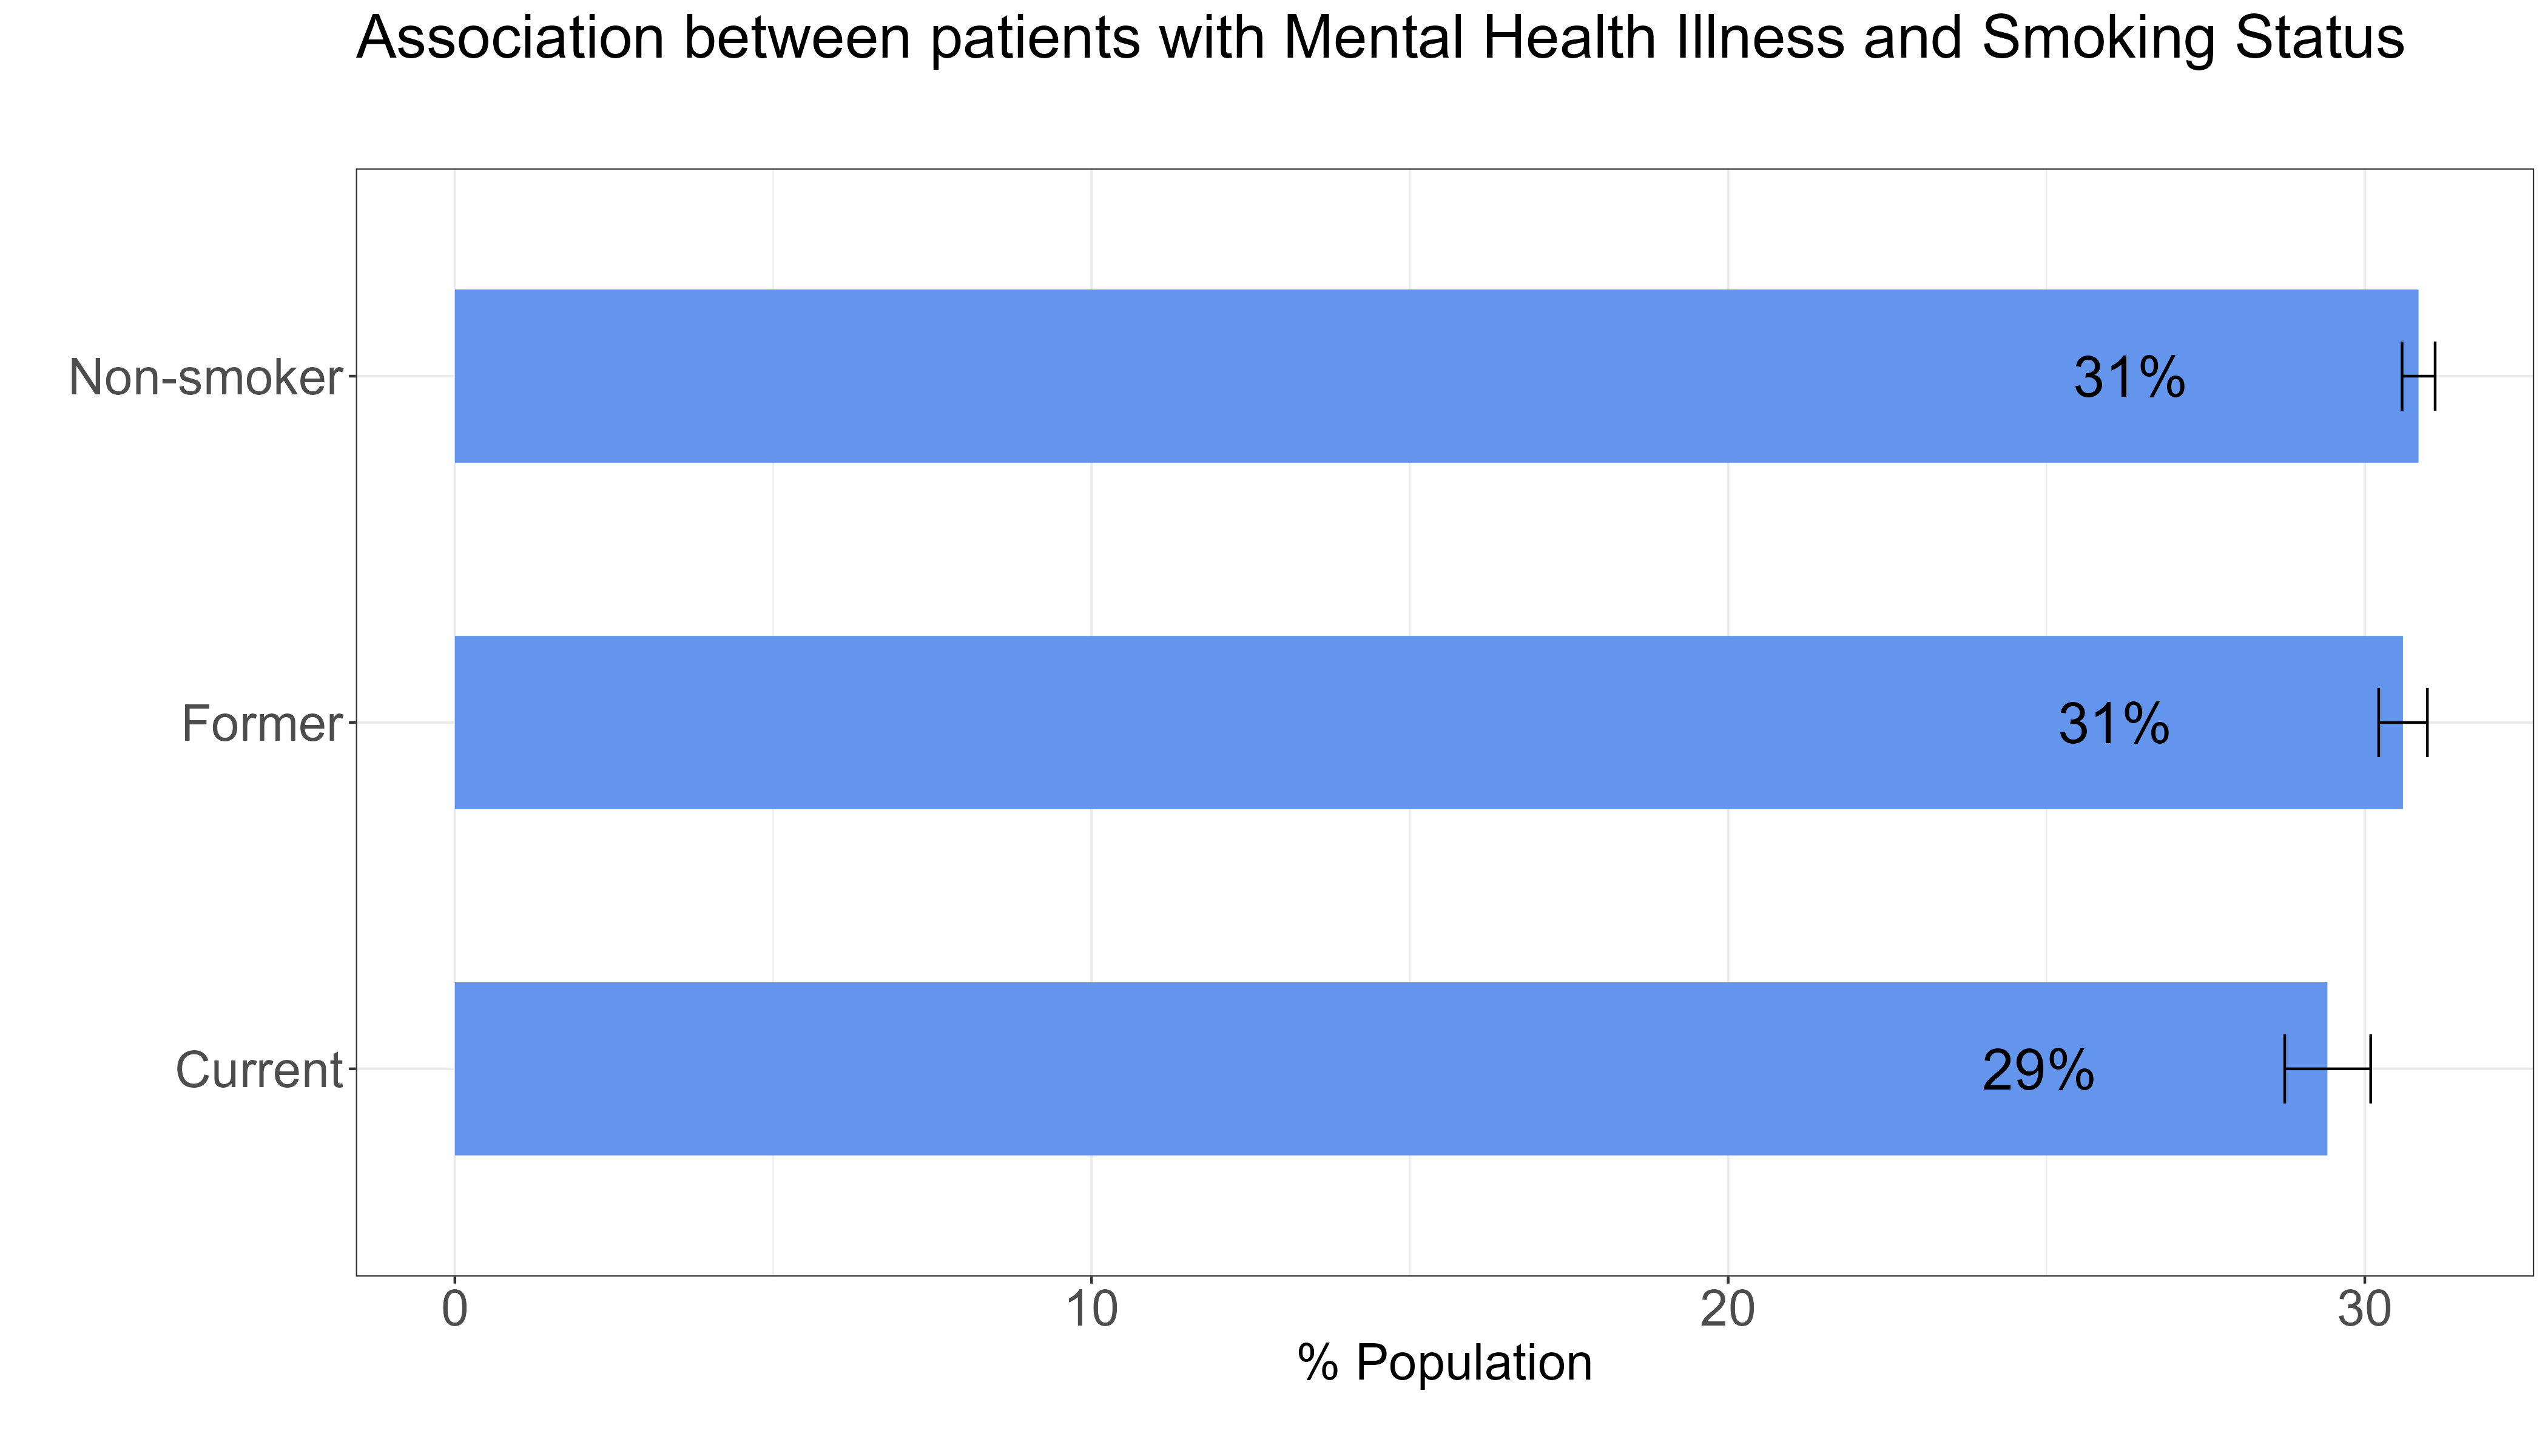 Association between patients with Mental Health Illness and Smoking Status
Non-smoker
31%
Former
31%
Current
29%
0 10 20 30
% Population